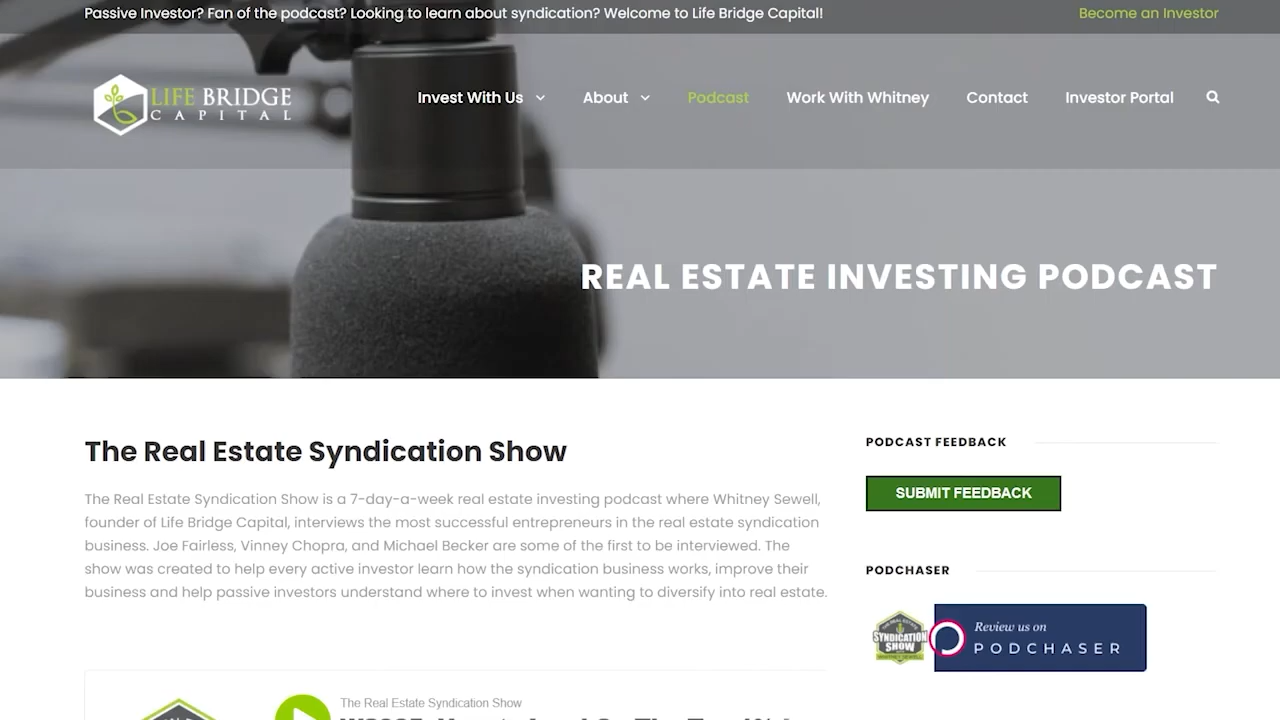 Passive Investor? Fan of the podcast? Looking to learn about syndication? Welcome to Life Bridge Capital!
Become an Investor
LIFE BRIDGE
CAPITAL
Invest With Us
About
Podcast
Work With Whitney
Contact
Investor Portal
REAL ESTATE INVESTING PODCAST
The Real Estate Syndication Show
The Real Estate Syndication Show is a 7-day-a-week real estate investing podcast where Whitney Sewell,
founder of Life Bridge Capital, interviews the most successful entrepreneurs in the real estate syndication
business. Joe Fairless, Vinney Chopra, and Michael Becker are some of the first to be interviewed. The
show was created to help every active investor learn how the syndication business works, improve their
business and help passive investors understand where to invest when wanting to diversify into real estate.
PODCAST FEEDBACK
SUBMIT FEEDBACK
PODCHASER
SYNDICATION
SHOW
Review us on
PODCHASER
The Real Estate Syndication Show